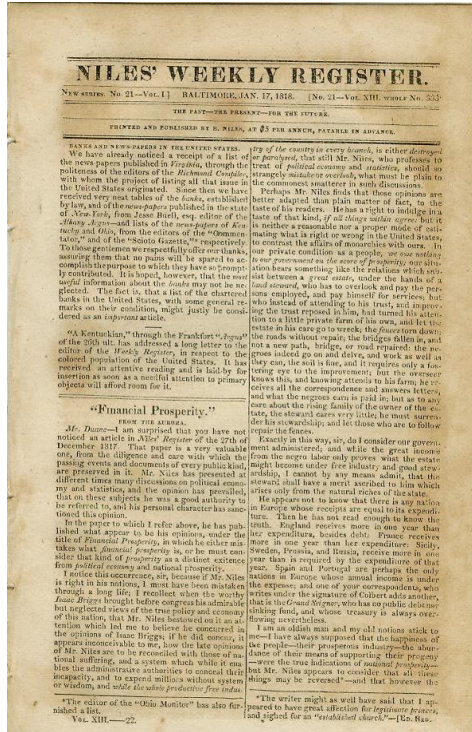 NILES' WEEKLY REGISTER.
NEW SERIES. No. 21—VOL. I.] BALTIMORE, JAN. 17, 1818. [No. 21—VOL. XIII. WHOLE No. 333
THE PAST—THE PRESENT—FOR THE FUTURE.
PRINTED AND PUBLISHED BY H. NILES, AT $5 PER ANNUM, PAYABLE IN ADVANCE.
BANKS AND NEWS-PAPERS IN THE UNITED STATES.
We have already noticed a receipt of a list of
the news papers published in Virginia, through the
politeness of the editors of the Richmond Compiler,
with whom the project of listing all that issue in
the United States originated. Since then we have
received very neat tables of the banks, established
by law, and of the news-papers published in the state
of New-York, from Jesse Buell, esq. editor of the
Albany Argus—and lists of the news-papers of Ken-
tucky and Ohio, from the editors of the "Commen-
tator," and of the "Scioto Gazette,"* respectively.
To those gentlemen we respectfully offer our thanks,
assuring them that no pains will be spared to ac-
complish the purpose to which they have so prompt-
ly contributed. It is hoped, however, that the most
useful information about the banks may not be ne-
glected. The fact is, that a list of the chartered
banks in the United States, with some general re-
marks on their condition, might justly be consi-
dered as an important article.
"A Kentuckian," through the Frankfort "Argus"
of the 26th ult. has addressed a long letter to the
editor of the Weekly Register, in respect to the
colored population of the United States. It has
received an attentive reading and is laid-by for
insertion as soon as a needful attention to primary
objects will afford room for it.
"Financial Prosperity."
FROM THE AURORA.
Mr. Duane—I am surprised that you have not
noticed an article in Niles' Register of the 27th of
December 1817. That paper is a very valuable
one, from the diligence and care with which the
passing events and documents of every public kind,
are preserved in it. Mr. Niles has presented at
different times many discussions on political econo-
my and statistics, and the opinion has prevailed,
that on these subjects he was a good authority to
be referred to, and his personal character has sanc-
tioned this opinion.
In the paper to which I refer above, he has pub-
lished what appear to be his opinions, under the
title of Financial Prosperity, in which he either mis-
takes what financial prosperity is, or he must con-
sider that kind of prosperity as a distinct existence
from political economy and national prosperity.
I notice this occurrence, sir, because if Mr. Niles
is right in his notions, I must have been mistaken
through a long life; I recollect when the worthy
Isaac Briggs brought before congress his admirable
but neglected views of the true policy and economy
of this nation, that Mr. Niles bestowed on it an at-
tention which led me to believe he concurred in
the opinions of Isaac Briggs; if he did concur, it
appears inconceivable to me, how the late opinions
of Mr. Niles are to be reconciled with those of na-
tional suffering, and a system which while it ena-
bles the administrative authorities to conceal their
incapacity, and to expend millions without system
or wisdom, and while the whole productive free indus-
*The editor of the "Ohio Monitor" has also fur-
nished a list.
VOL. XIII.—22.
try of the country in every branch, is either destroyed
or paralysed, that still Mr. Niles, who professes to
treat of political economy and statistics, should so
strangely mistake or overlook, what must be plain to
the commonest smatterer in such discussions.
Perhaps Mr. Niles finds that those opinions are
better adapted than plain matter of fact, to the
taste of his readers. He has a right to indulge in a
taste of that kind, if all things within agree: but it
is neither a reasonable nor a proper mode of esti-
mating what is right or wrong in the United States,
to contrast the affairs of monarchies with ours. In
our private condition as a people, we owe nothing
to our government on the score of prosperity, our situ-
ation bears something like the relations which sub-
sist between a great estate, under the hands of a
land steward, who has to overlook and pay the per-
sons employed, and pay himself for services; but
who instead of attending to his trust, and improv-
ing the trust reposed in him, had turned his atten-
tion to a little private farm of his own, and let the
estate in his care go to wreck; the fences torn down;
the roads without repair; the bridges fallen in, and
not a new path, bridge, or road repaired: the ne-
groes indeed go on and delve, and work as well as
they can, the soil is fine, and it requires only a fos-
tering eye to the improvement; but the overseer
knows this, and knowing attends to his farm; he re-
ceives all the correspondence and answers letters,
and what the negroes earn is paid in; but as to any
care about the rising family of the owner of the es-
tate, the steward cares very little; he must surren-
der his stewardship; and let those who are to follow
repair the fences.
Exactly in this way, sir, do I consider our govern-
ment administered; and while the great income
from the negro labor only proves what the estate
might become under free industry and good stew-
ardship, I cannot by any means admit, that the
steward shall have a merit ascribed to him which
arises only from the natural riches of the state.
He appears not to know that there is any nation
in Europe whose receipts are equal to its expendi-
ture. Then he has not read enough to know the
truth. England receives more in one year than
her expenditure, besides debt; France receives
more in one year than her expenditure: Sicily,
Sweden, Prussia, and Russia, receive more in one
year than is required by the expenditure of that
year. Spain and Portugal are perhaps the only
nations in Europe whose annual income is under
the expense; and one of your correspondents, who
writes under the signature of Colbert adds another,
that is the Grand Seignor, who has no public debt nor
sinking fund, and whose treasury is always over-
flowing nevertheless.
I am an oldish man and my old notions stick to
me—I have always supposed that the happiness of
the people—their prosperous industry—the abun-
dance of their means of supporting their progeny
—were the true indications of national prosperity—
but Mr. Niles appears to consider that all these
things may be reversed*—and that however the
*The writer might as well have said that I ap-
peared to have great affection for legitimate princes,
and sighed for an "established church."—[ED. REG.